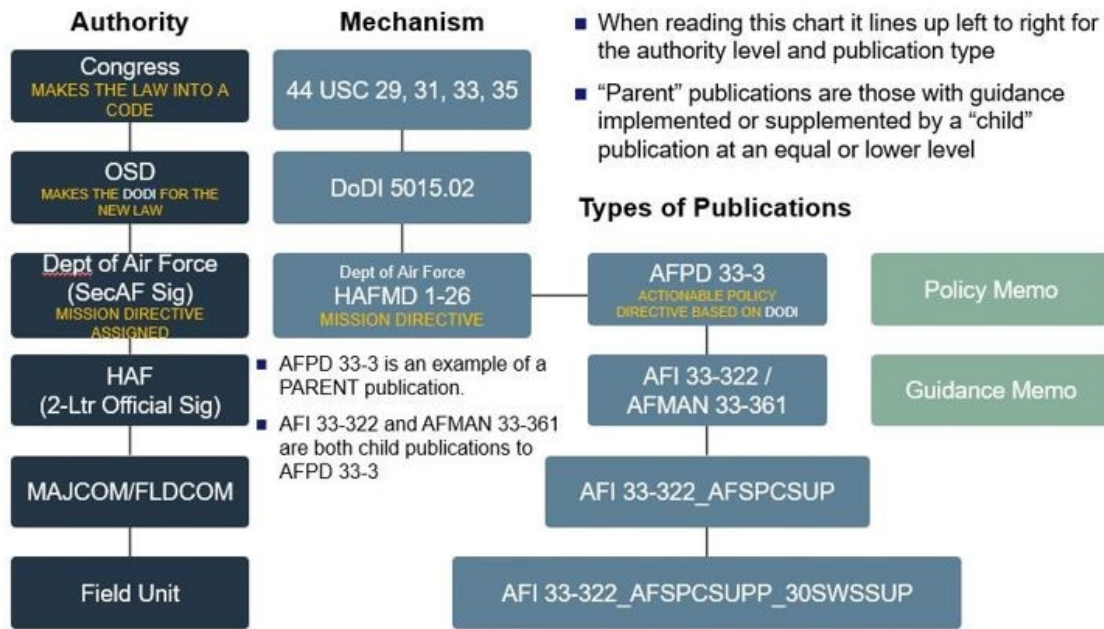 Authority
Mechanism
■ When reading this chart it lines up left to right for
the authority level and publication type
■ “Parent” publications are those with guidance
implemented or supplemented by a “child”
publication at an equal or lower level
Congress
MAKES THE LAW INTO A
CODE
44 USC 29, 31, 33, 35
OSD
MAKES THE DODI FOR THE
NEW LAW
DoDI 5015.02
Types of Publications
Dept of Air Force
(SecAF Sig)
MISSION DIRECTIVE
ASSIGNED
Dept of Air Force
HAFMD 1-26
MISSION DIRECTIVE
AFPD 33-3
ACTIONABLE POLICY
DIRECTIVE BASED ON DODI
Policy Memo
HAF
(2-Ltr Official Sig)
■ AFPD 33-3 is an example of a
PARENT publication.
■ AFI 33-322 and AFMAN 33-361
are both child publications to
AFPD 33-3
AFI 33-322 /
AFMAN 33-361
Guidance Memo
MAJCOM/FLDCOM
AFI 33-322_AFSPCSUP
Field Unit
AFI 33-322_AFSPCSUPP_30SWSSUP